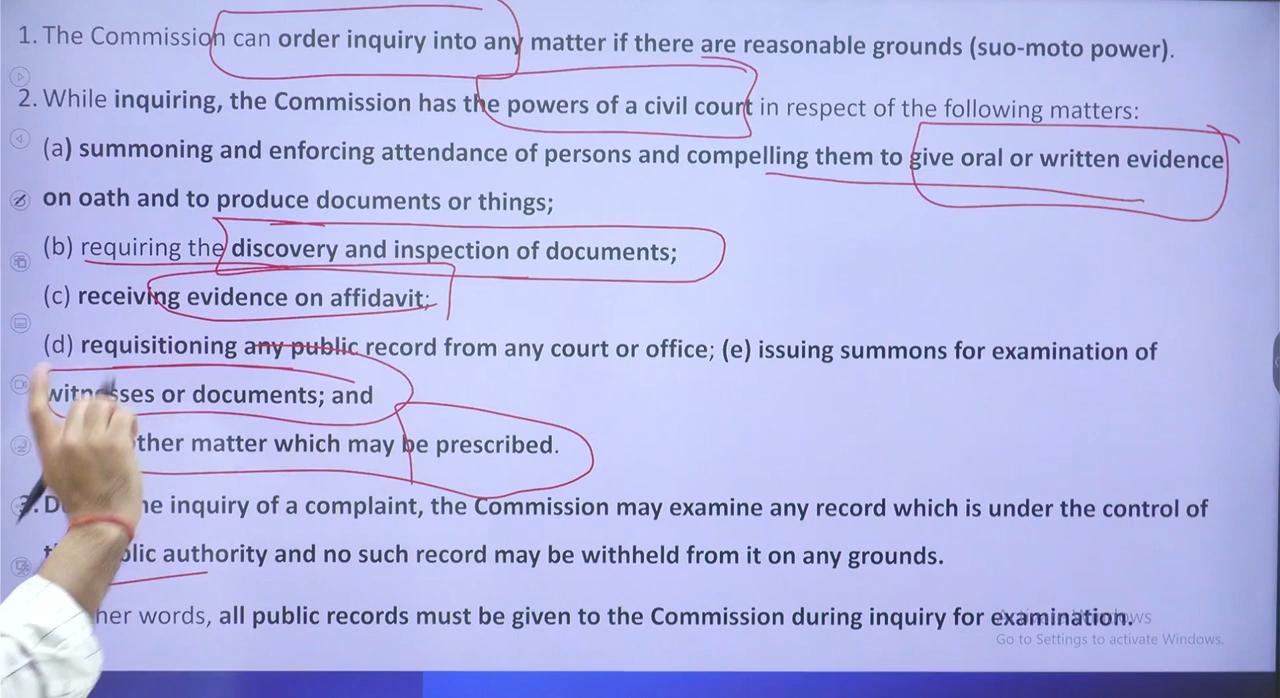 1. The Commission can order inquiry into any matter if there are reasonable grounds (suo-moto power).
2. While inquiring, the Commission has the powers of a civil court in respect of the following matters:
(a) summoning and enforcing attendance of persons and compelling them to give oral or written evidence
on oath and to produce documents or things;
(b) requiring the discovery and inspection of documents;
(c) receiving evidence on affidavit;
(d) requisitioning any public record from any court or office; (e) issuing summons for examination of
witnesses or documents; and
ther matter which may be prescribed.
3. D he inquiry of a complaint, the Commission may examine any record which is under the control of
blic authority and no such record may be withheld from it on any grounds.
her words, all public records must be given to the Commission during inquiry for examination.
Go to Settings to activate Windows.